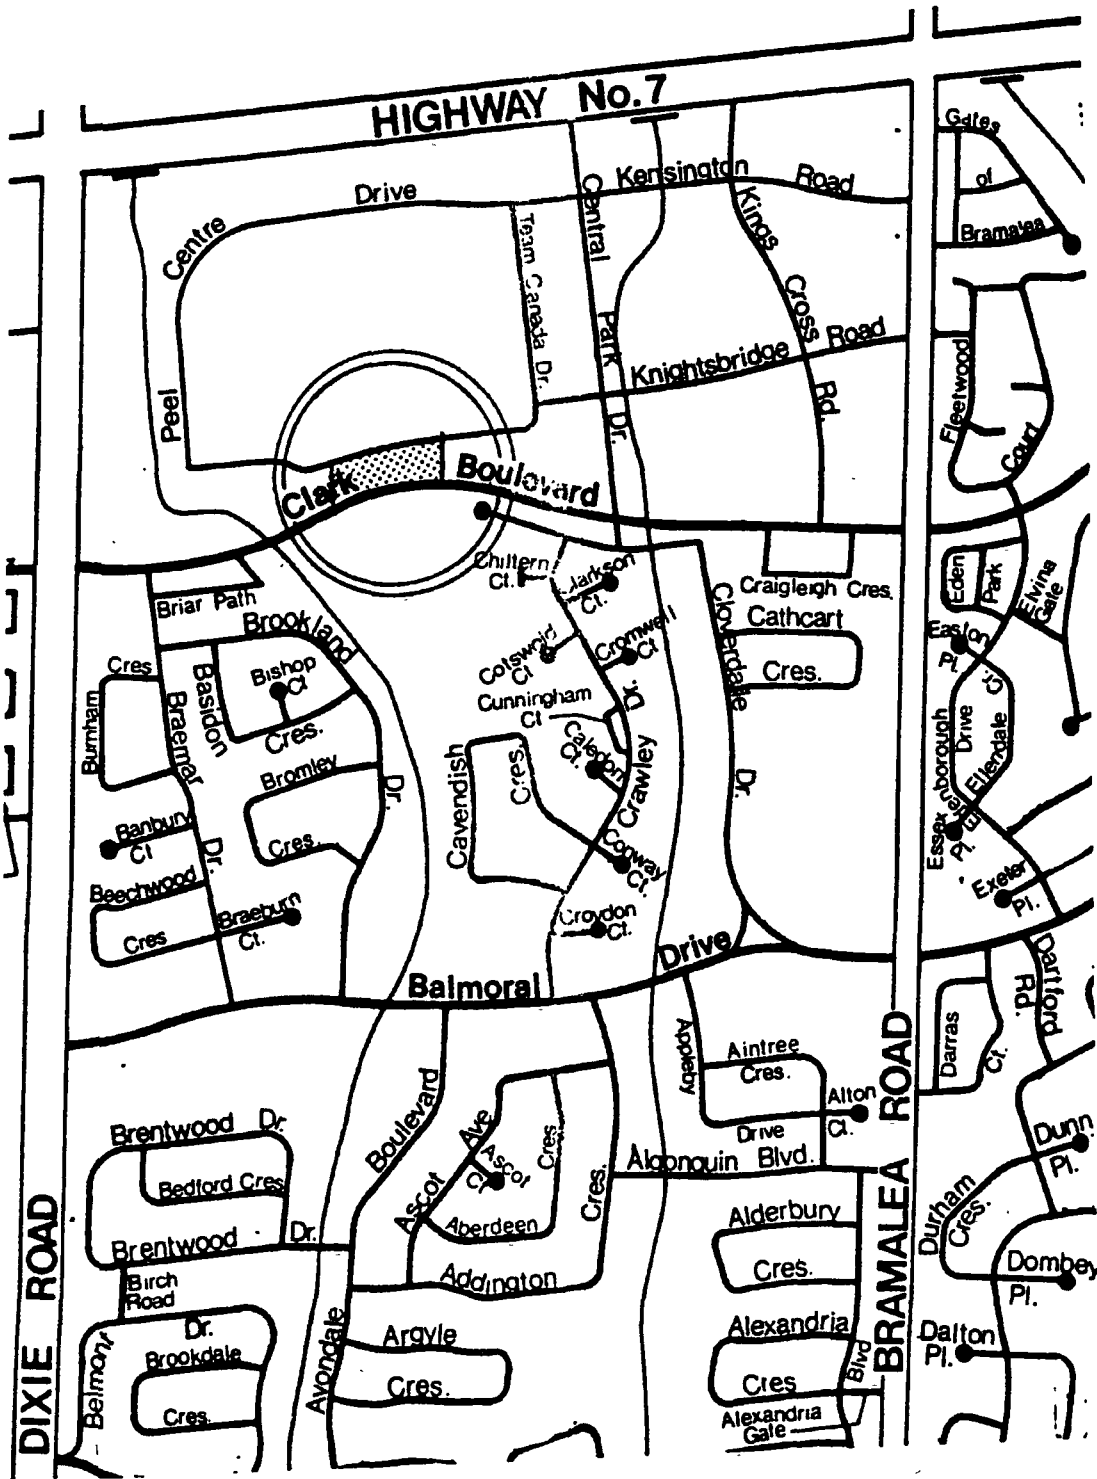 HIGHWAY No. 7
Gates
of
Bramalea
Kensington Road
Centre Drive
Central Park Dr.
Kings Cross Rd.
Team Canada Dr.
Knightsbridge Road
Peel
Fleetwood
Court
Clark Boulevard
Chiltern
Ct.
Clarkson
Ct.
Craigleigh Cres.
Eden
Park
Elvina
Gate
Briar Path
Brookland
Dr.
Cloverdale
Dr.
Cathcart
Cres.
Cotswold
Ct
Cromwell
Ct
Easton
Pl.
Cres
Burnham
Braemar
Dr.
Basildon
Cres.
Bishop
Ct
Cunningham
Ct
Caledon
Ct.
Crawley
Dr.
Essex
Edenborough
Drive
Ellendale
Pl.
Bromley
Cres.
Cavendish
Cres.
Banbury
Ct
Conway
Ct.
Beechwood
Cres
Braeburn
Ct.
Croydon
Ct.
Exeter
Pl.
Balmoral Drive
Dartford
Rd.
Darras
Ct.
Appleby
Drive
Aintree
Cres.
Alton
Ct.
Boulevard
Avondale
Brentwood Dr.
Bedford Cres
Brentwood Dr.
Ascot
Ave
Ascot
Ct
Aberdeen
Cres
Algonquin Blvd.
Dunn
Pl.
Durham
Cres.
Birch
Road
Addington
Cres.
Alderbury
Cres.
Dombey
Pl.
Belmont
Dr.
Brookdale
Cres.
Argyle
Cres.
Alexandria
Cres
Blvd
Alexandria
Gate
Dalton
Pl.
DIXIE ROAD
BRAMALEA ROAD